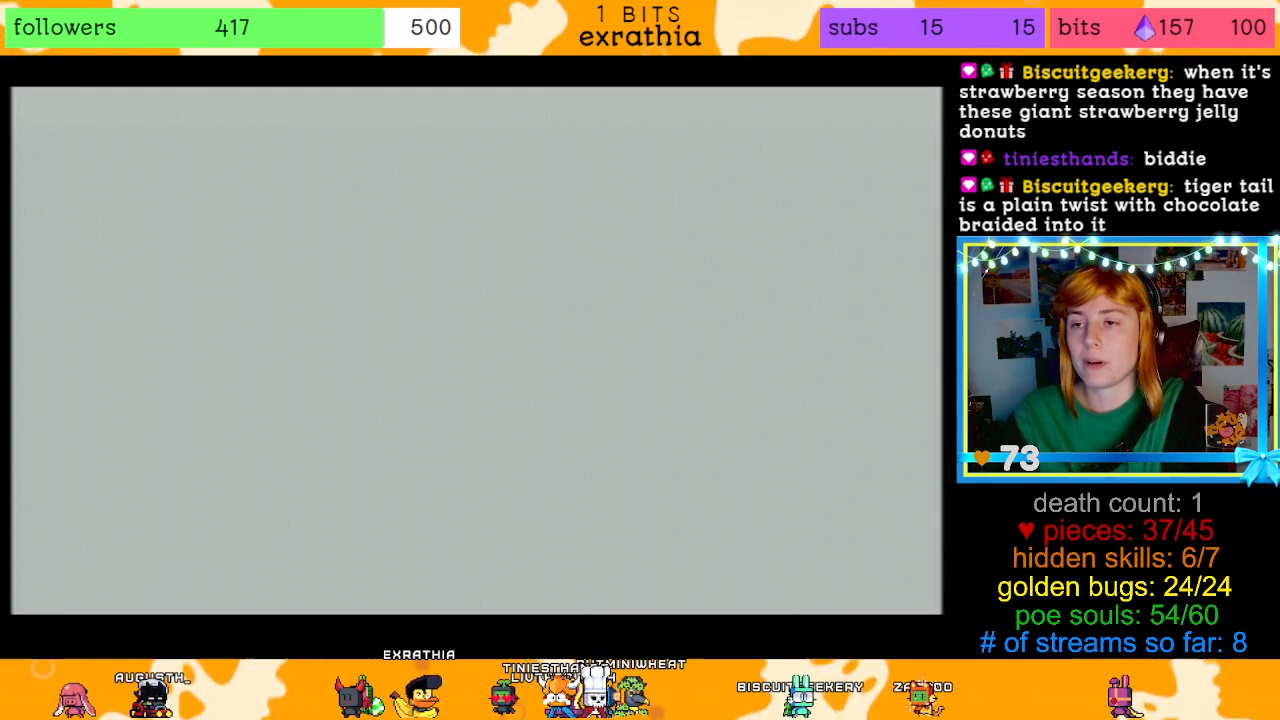 followers 417 500
1 BITS
exrathia
subs 15 15
bits 157 100
Biscuitgeekery: when it's
strawberry season they have
these giant strawberry jelly
donuts
tiniesthands: biddie
Biscuitgeekery: tiger tail
is a plain twist with chocolate
braided into it
73
death count: 1
♥ pieces: 37/45
hidden skills: 6/7
golden bugs: 24/24
poe souls: 54/60
# of streams so far: 8
EXRATHIA
AUGUSTH_